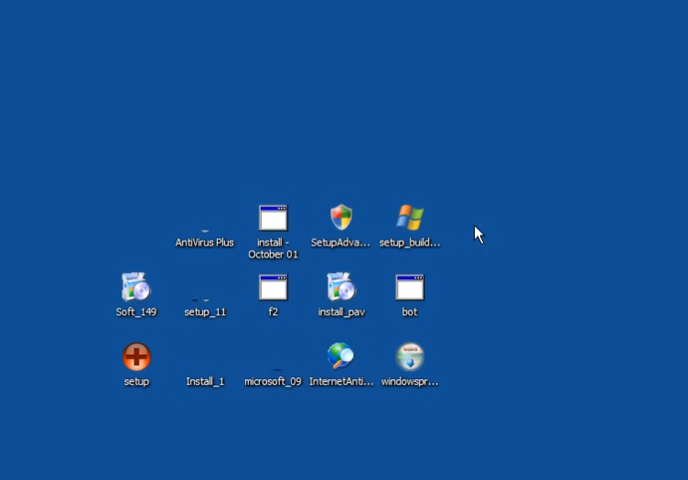 AntiVirus Plus
install -
October 01
SetupAdva...
setup_build...
Soft_149
setup_11
f2
install_pav
bot
setup
Install_1
microsoft_09
InternetAnti...
windowspr...